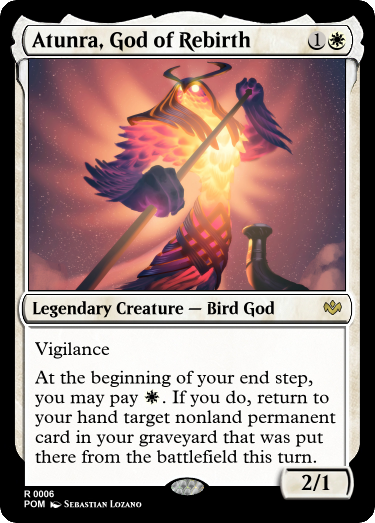 Atunra, God of Rebirth 1
Legendary Creature — Bird God
Vigilance
At the beginning of your end step,
you may pay . If you do, return to
your hand target nonland permanent
card in your graveyard that was put
there from the battlefield this turn.
2/1
R 0006
POM Sebastian Lozano